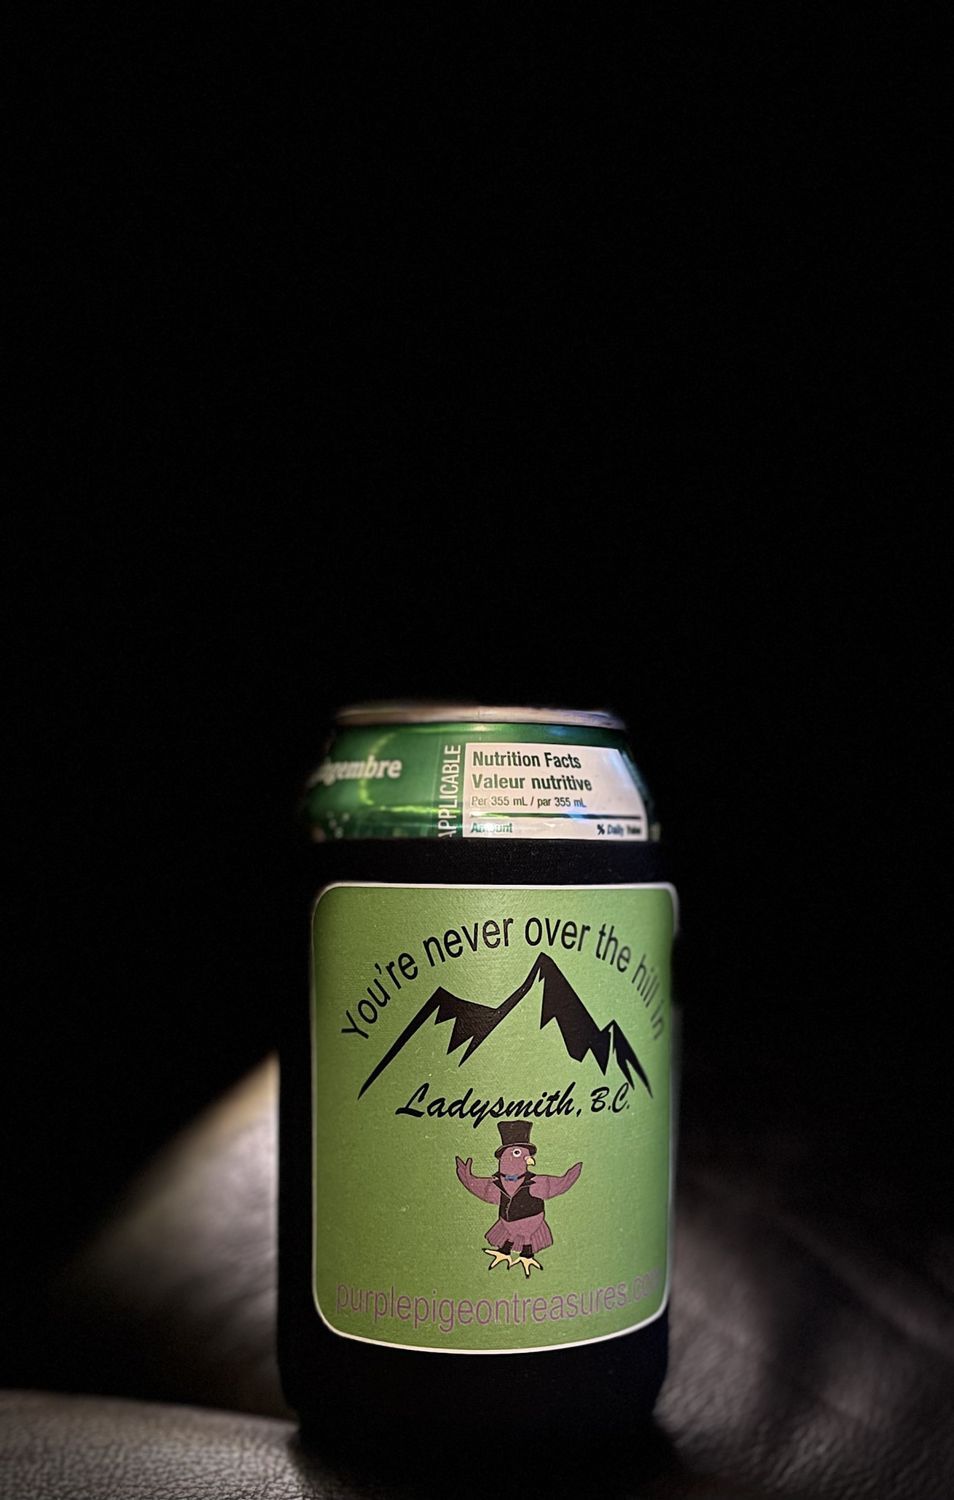 APPLICABLE
Nutrition Facts
Valeur nutritive
Per 355 mL / par 355 mL
Amount % Daily Value
You're never over the hill in
Ladysmith, B.C.
purplepigeontreasures.com